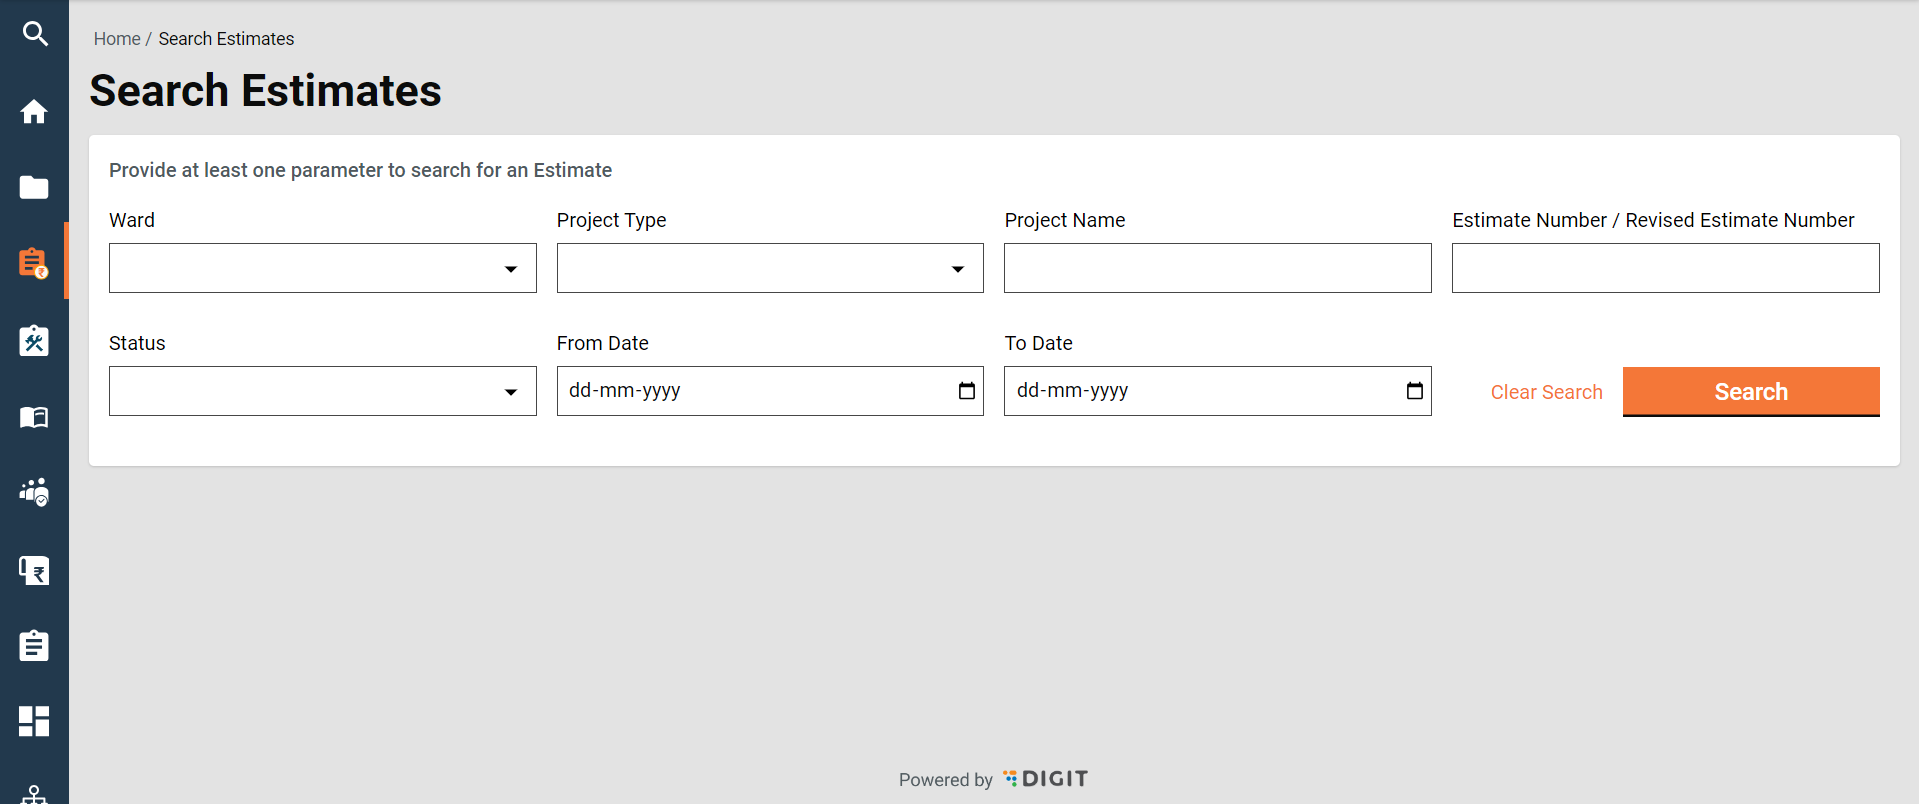 Home / Search Estimates
Search Estimates
Provide at least one parameter to search for an Estimate
Ward
Project Type
Project Name
Estimate Number / Revised Estimate Number
Status
From Date
To Date
dd-mm-yyyy
dd-mm-yyyy
Clear Search
Search
Powered by DIGIT